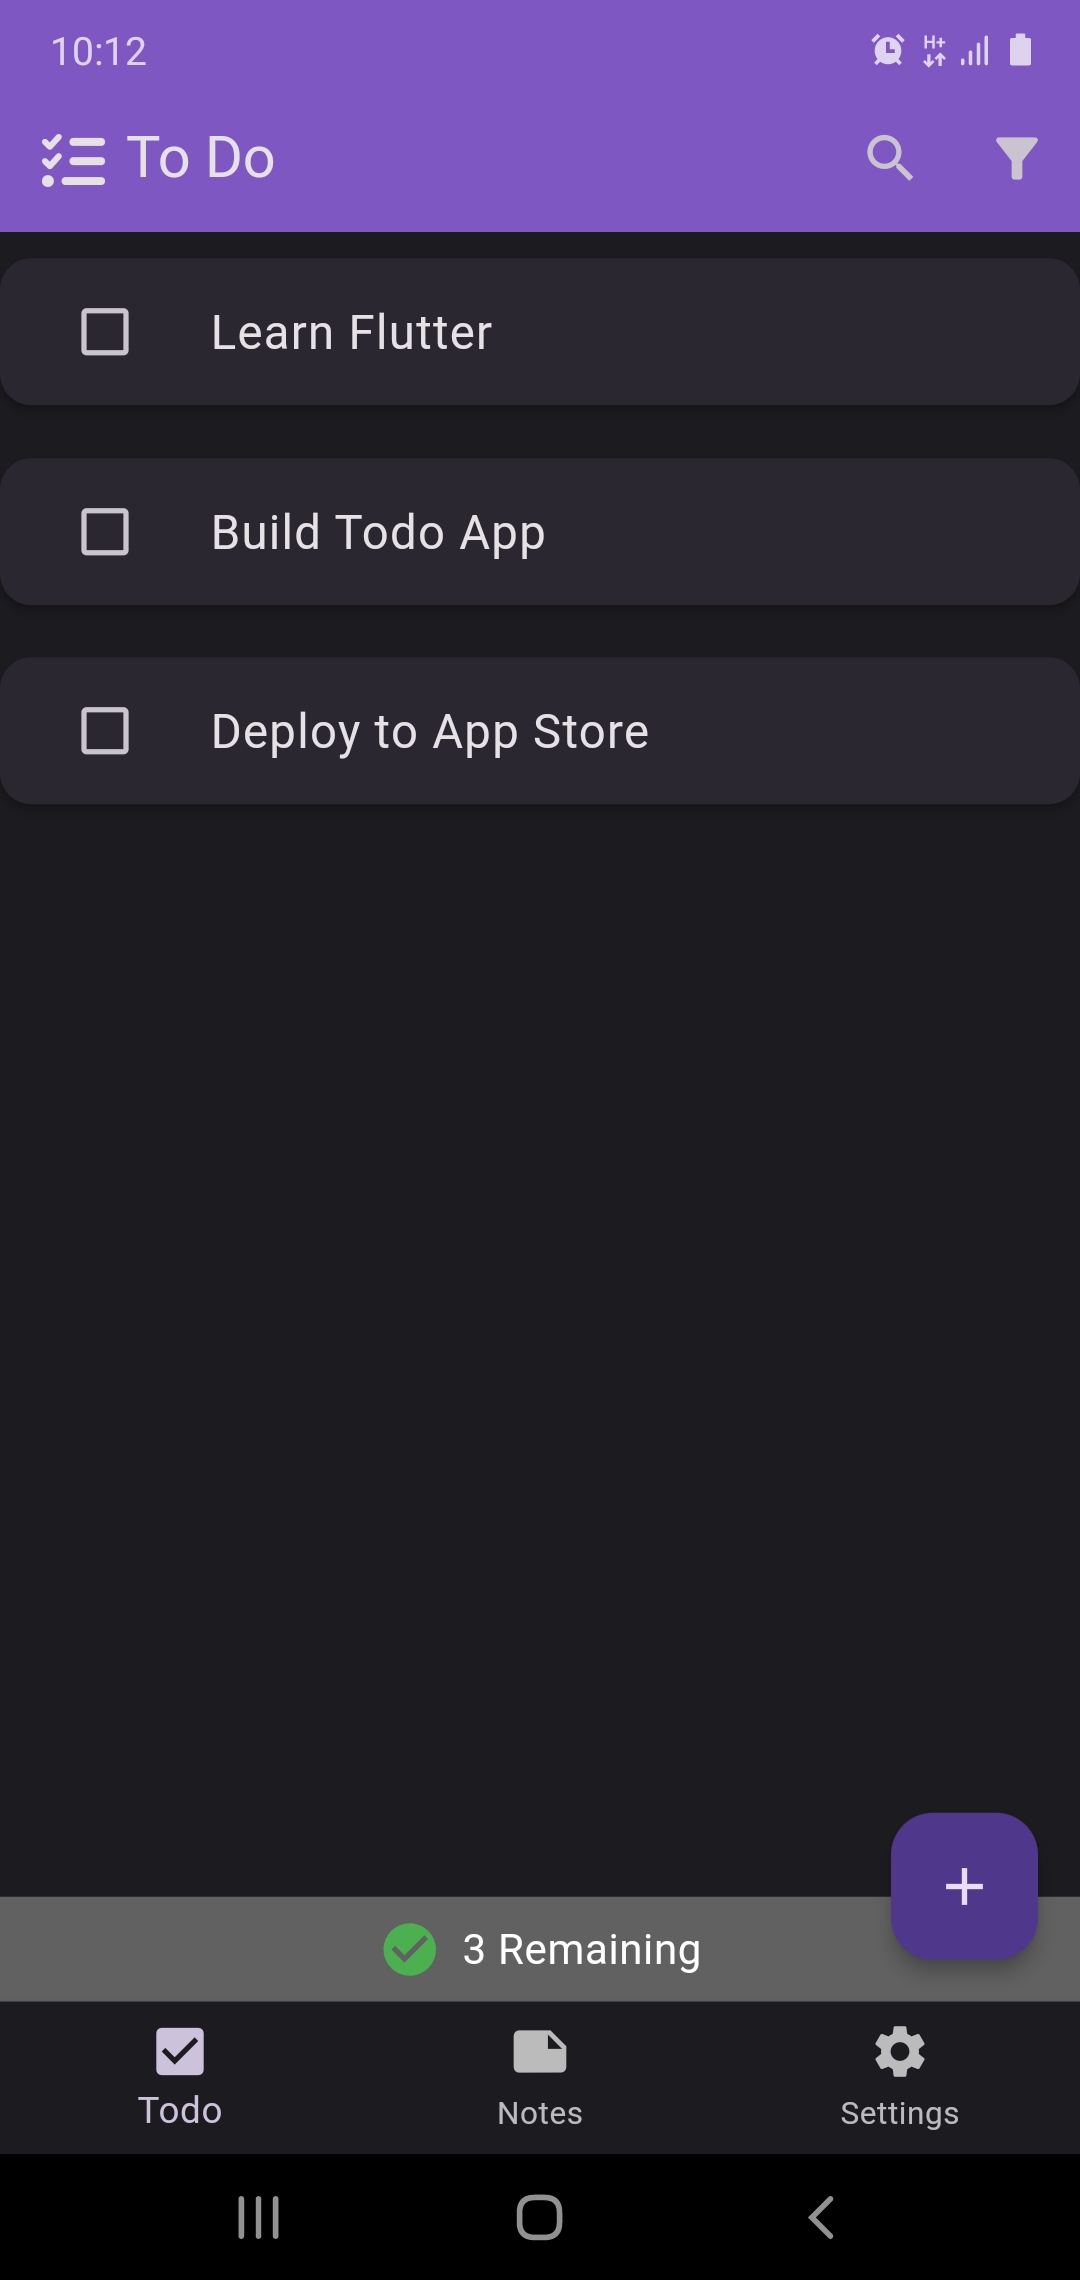 10:12
H+
To Do
Learn Flutter
Build Todo App
Deploy to App Store
3 Remaining
Todo
Notes
Settings